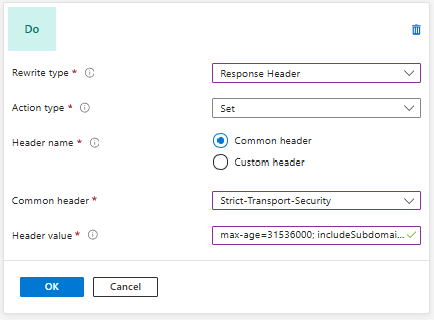 Do
Rewrite type * Response Header
Action type * Set
Header name * Common header
Custom header
Common header * Strict-Transport-Security
Header value * max-age=31536000; includeSubdomai...
OK Cancel